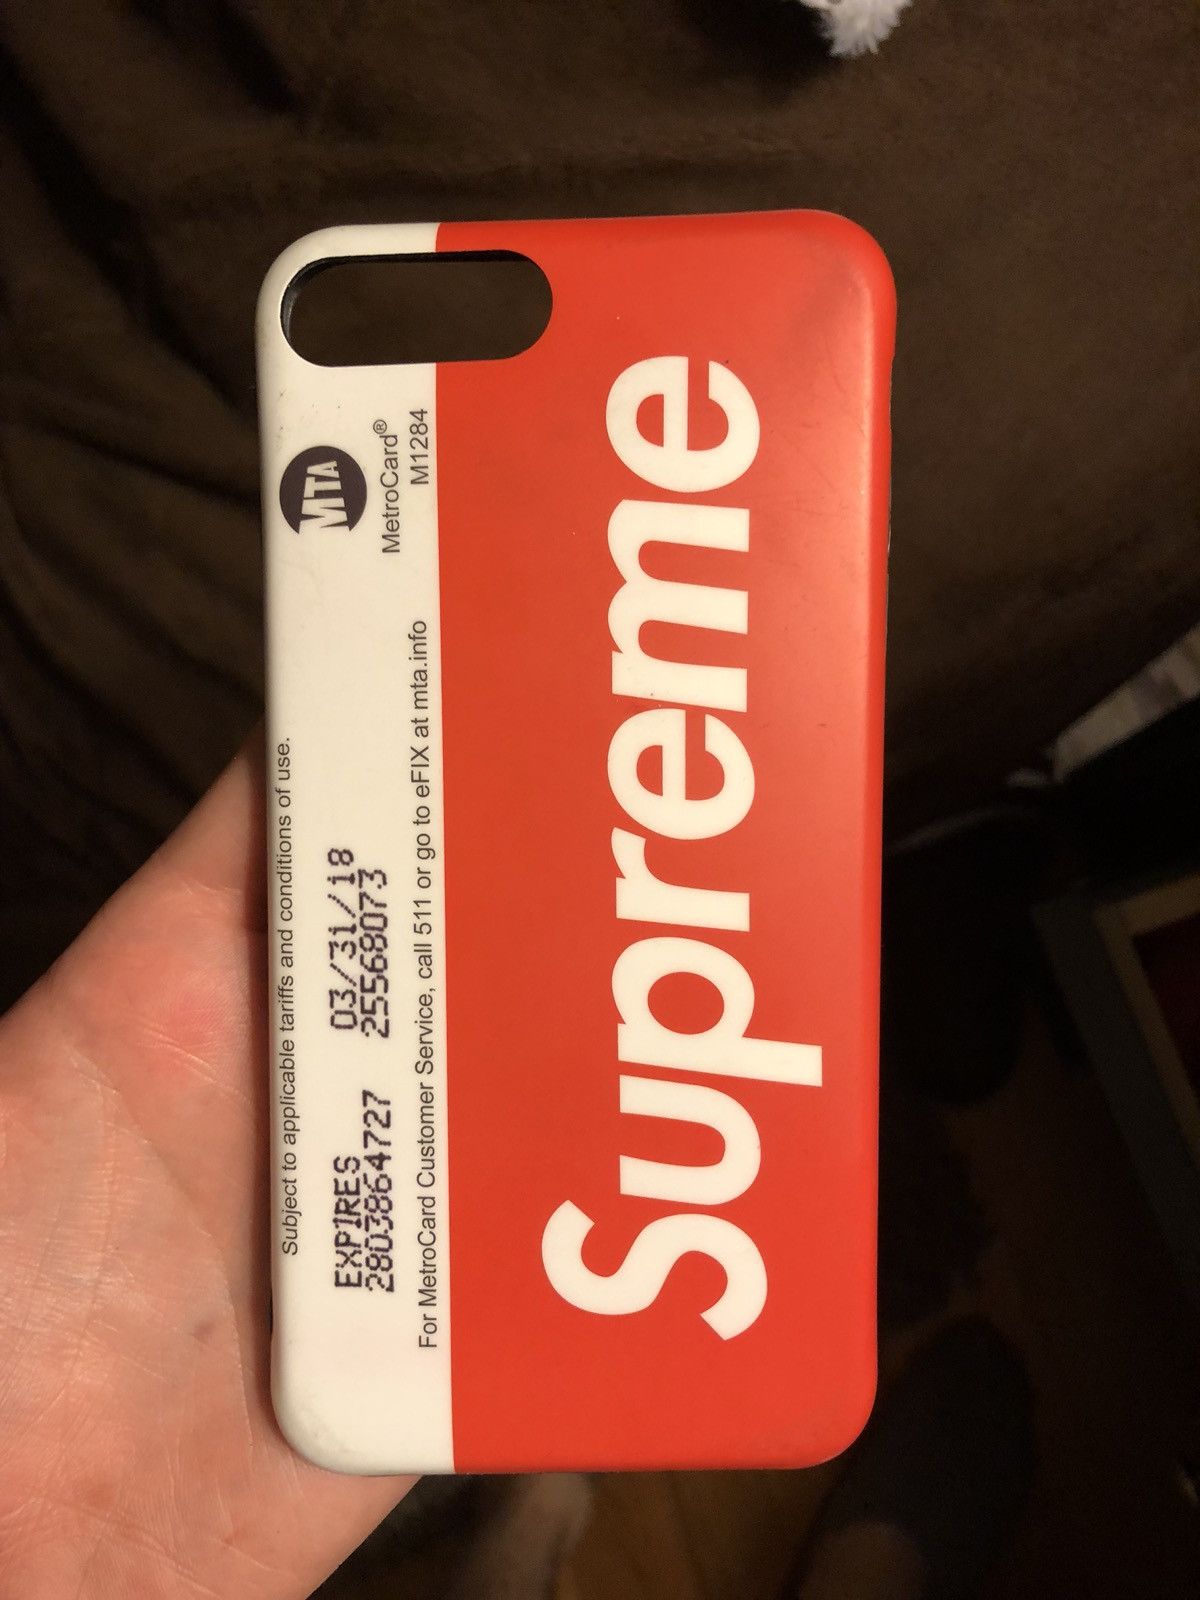 Subject to applicable tariffs and conditions of use.
MTA
EXPIRES 03/31/18
2803864727 25568073
MetroCard®
For MetroCard Customer Service, call 511 or go to eFIX at mta.info
M1284
Supreme